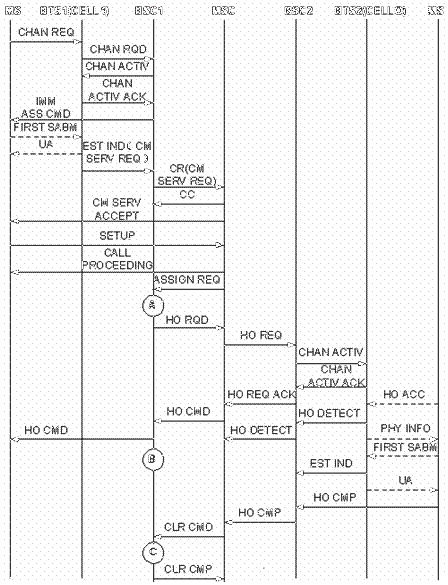 MS BTS1(CELL 1) BSC1 MSC BSC2 BTS2(CELL 2) MS
CHAN REQ
CHAN RQD
CHAN ACTIV
CHAN
ACTIV ACK
IMM
ASS CMD
FIRST SABM
UA
EST IND( CM
SERV REQ )
CR(CM
SERV REQ)
CC
CM SERV
ACCEPT
SETUP
CALL
PROCEEDING
ASSIGN REQ
A
HO RQD
HO REQ
CHAN ACTIV
CHAN
ACTIV ACK
HO REQ ACK
HO ACC
HO CMD
HO DETECT
HO CMD
HO DETECT
PHY INFO
FIRST SABM
B
EST IND
UA
HO CMP
HO CMP
CLR CMD
C
CLR CMP